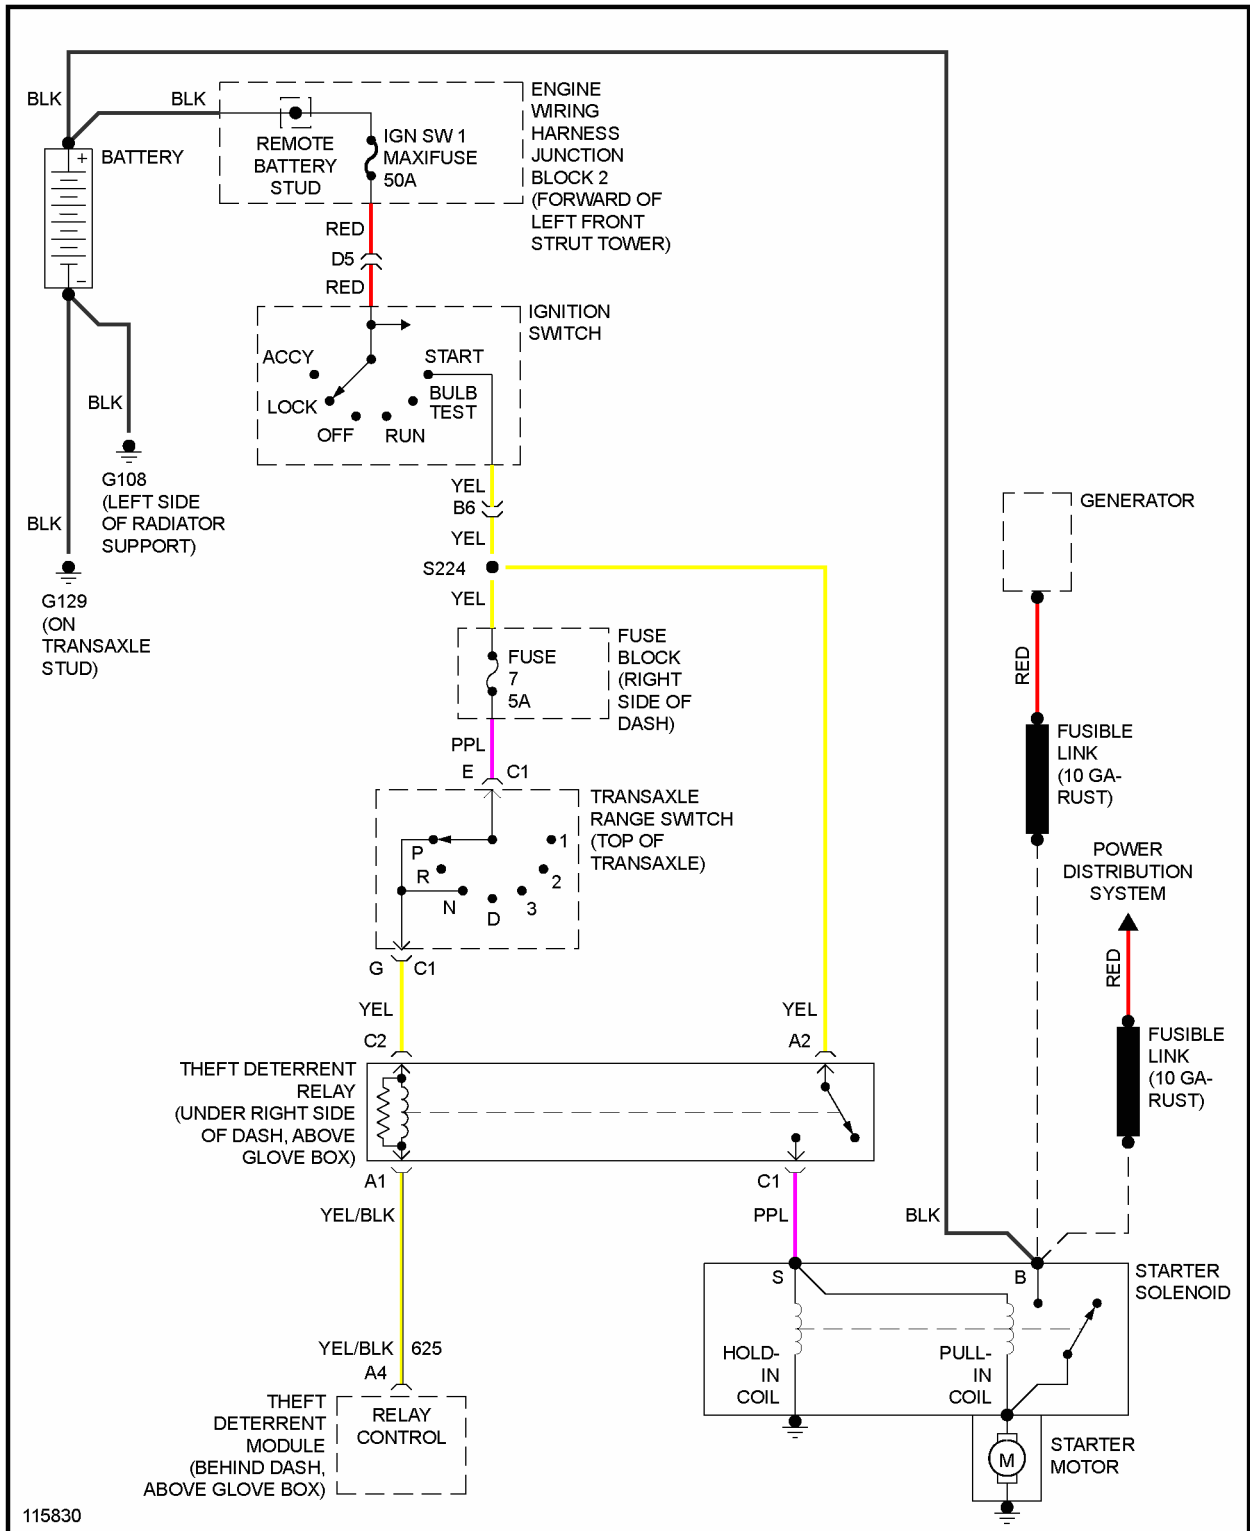 BLK
BLK
ENGINE
WIRING
HARNESS
JUNCTION
BLOCK 2
(FORWARD OF
LEFT FRONT
STRUT TOWER)
BATTERY
+
−
REMOTE
BATTERY
STUD
IGN SW 1
MAXIFUSE
50A
RED
D5
RED
IGNITION
SWITCH
ACCY
START
LOCK
BULB
TEST
OFF
RUN
BLK
G108
(LEFT SIDE
OF RADIATOR
SUPPORT)
BLK
G129
(ON
TRANSAXLE
STUD)
YEL
B6
YEL
S224
YEL
GENERATOR
FUSE
7
5A
FUSE
BLOCK
(RIGHT
SIDE OF
DASH)
RED
FUSIBLE
LINK
(10 GA-
RUST)
PPL
E
C1
TRANSAXLE
RANGE SWITCH
(TOP OF
TRANSAXLE)
P
R
N
D
3
2
1
POWER
DISTRIBUTION
SYSTEM
RED
FUSIBLE
LINK
(10 GA-
RUST)
G
C1
YEL
C2
YEL
A2
THEFT DETERRENT
RELAY
(UNDER RIGHT SIDE
OF DASH, ABOVE
GLOVE BOX)
A1
YEL/BLK
C1
PPL
BLK
S
B
STARTER
SOLENOID
HOLD-
IN
COIL
PULL-
IN
COIL
YEL/BLK
625
A4
THEFT
DETERRENT
MODULE
(BEHIND DASH,
ABOVE GLOVE BOX)
RELAY
CONTROL
M
STARTER
MOTOR
115830